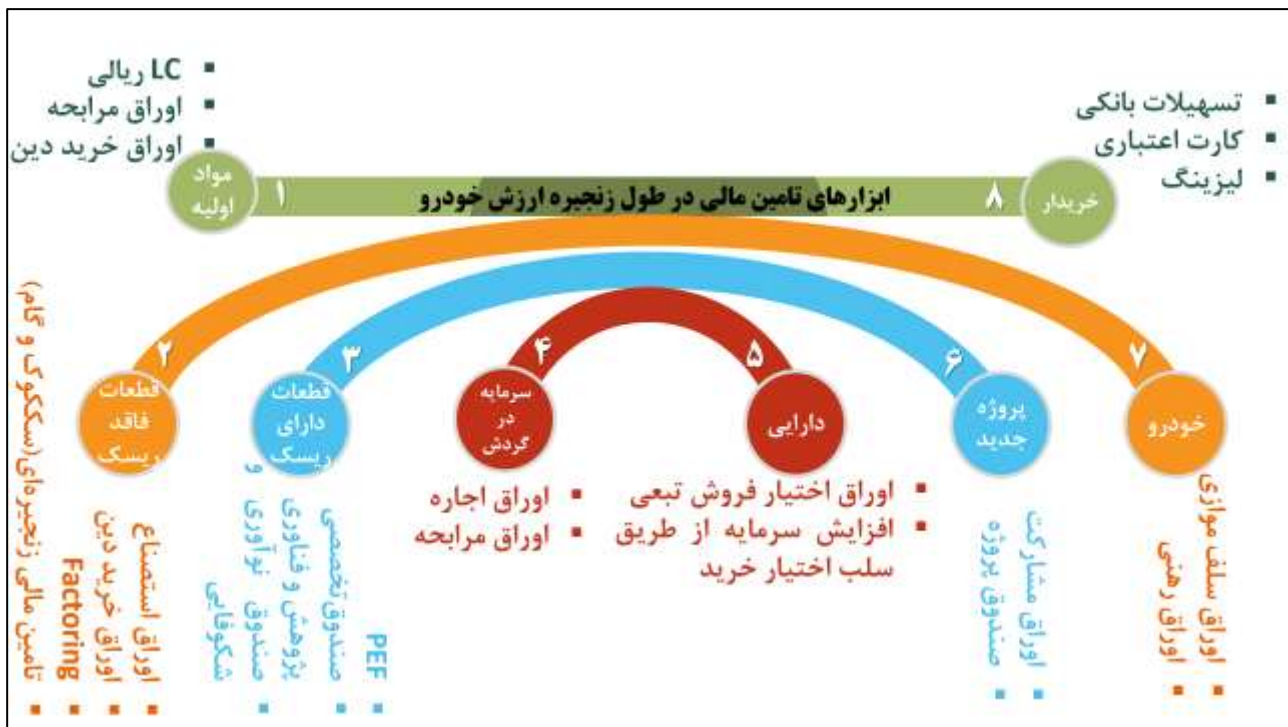 ابزارهای تامین مالی در طول زنجیره ارزش خودرو
۱
مواد
اولیه
▪ LC ریالی
▪ اوراق مرابحه
▪ اوراق خرید دین
۲
قطعات
فاقد
ریسک
▪ اوراق استصناع
▪ اوراق خرید دین
▪ Factoring
▪ تامین مالی زنجیره‌ای(سککوک و گام)
۳
قطعات
دارای
ریسک
▪ PEF
▪ صندوق تخصصی
پژوهش و فناوری
▪ صندوق نوآوری و
شکوفایی
۴
سرمایه
در
گردش
▪ اوراق اجاره
▪ اوراق مرابحه
۵
دارایی
▪ اوراق اختیار فروش تبعی
▪ افزایش سرمایه از طریق
سلب اختیار خرید
۶
پروژه
جدید
▪ اوراق مشارکت
▪ صندوق پروژه
۷
خودرو
▪ اوراق سلف موازی
▪ اوراق رهنی
۸
خریدار
▪ تسهیلات بانکی
▪ کارت اعتباری
▪ لیزینگ